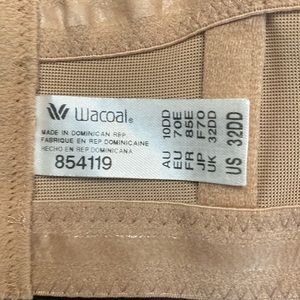 Wacoal®
MADE IN DOMINICAN REP.
FABRIQUE EN REP. DOMINICAINE
HECHO EN REP. DOMINICANA
854119
AU 10DD
EU 70E
FR 85E
JP F70
UK 32DD
US 32DD